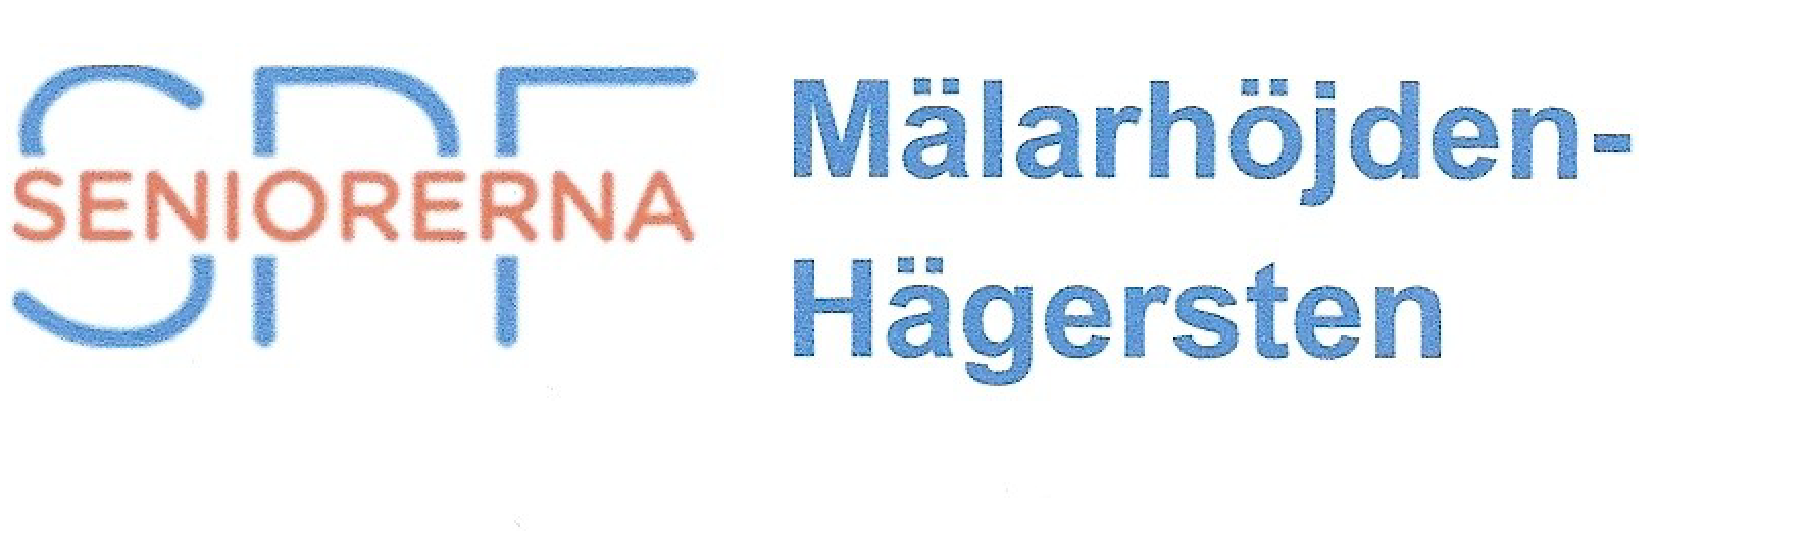 SPF
SENIORERNA
Mälarhöjden-
Hägersten